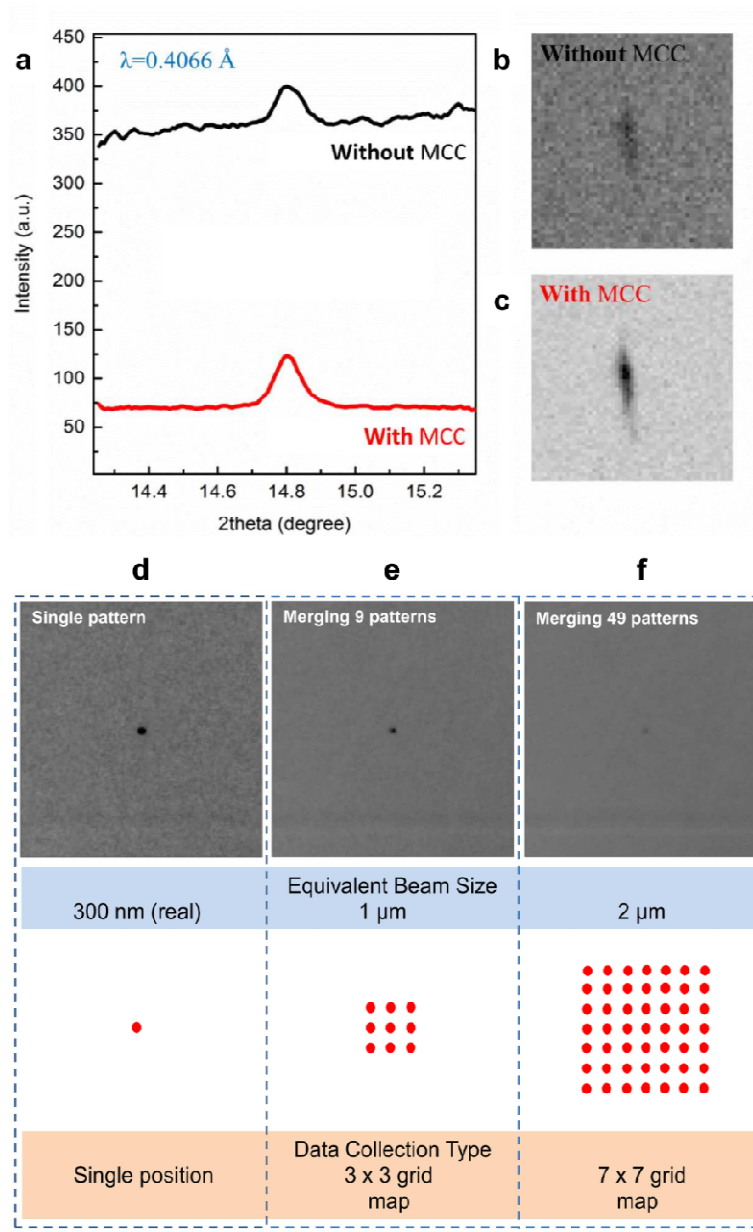 a
λ=0.4066 Å
450
400
350
300
250
200
150
100
50
Intensity (a.u.)
Without MCC
With MCC
14.4
14.6
14.8
15.0
15.2
2theta (degree)
b
Without MCC
c
With MCC
d
e
f
Single pattern
Merging 9 patterns
Merging 49 patterns
Equivalent Beam Size
300 nm (real)
1 μm
2 μm
Data Collection Type
Single position
3 x 3 grid
map
7 x 7 grid
map